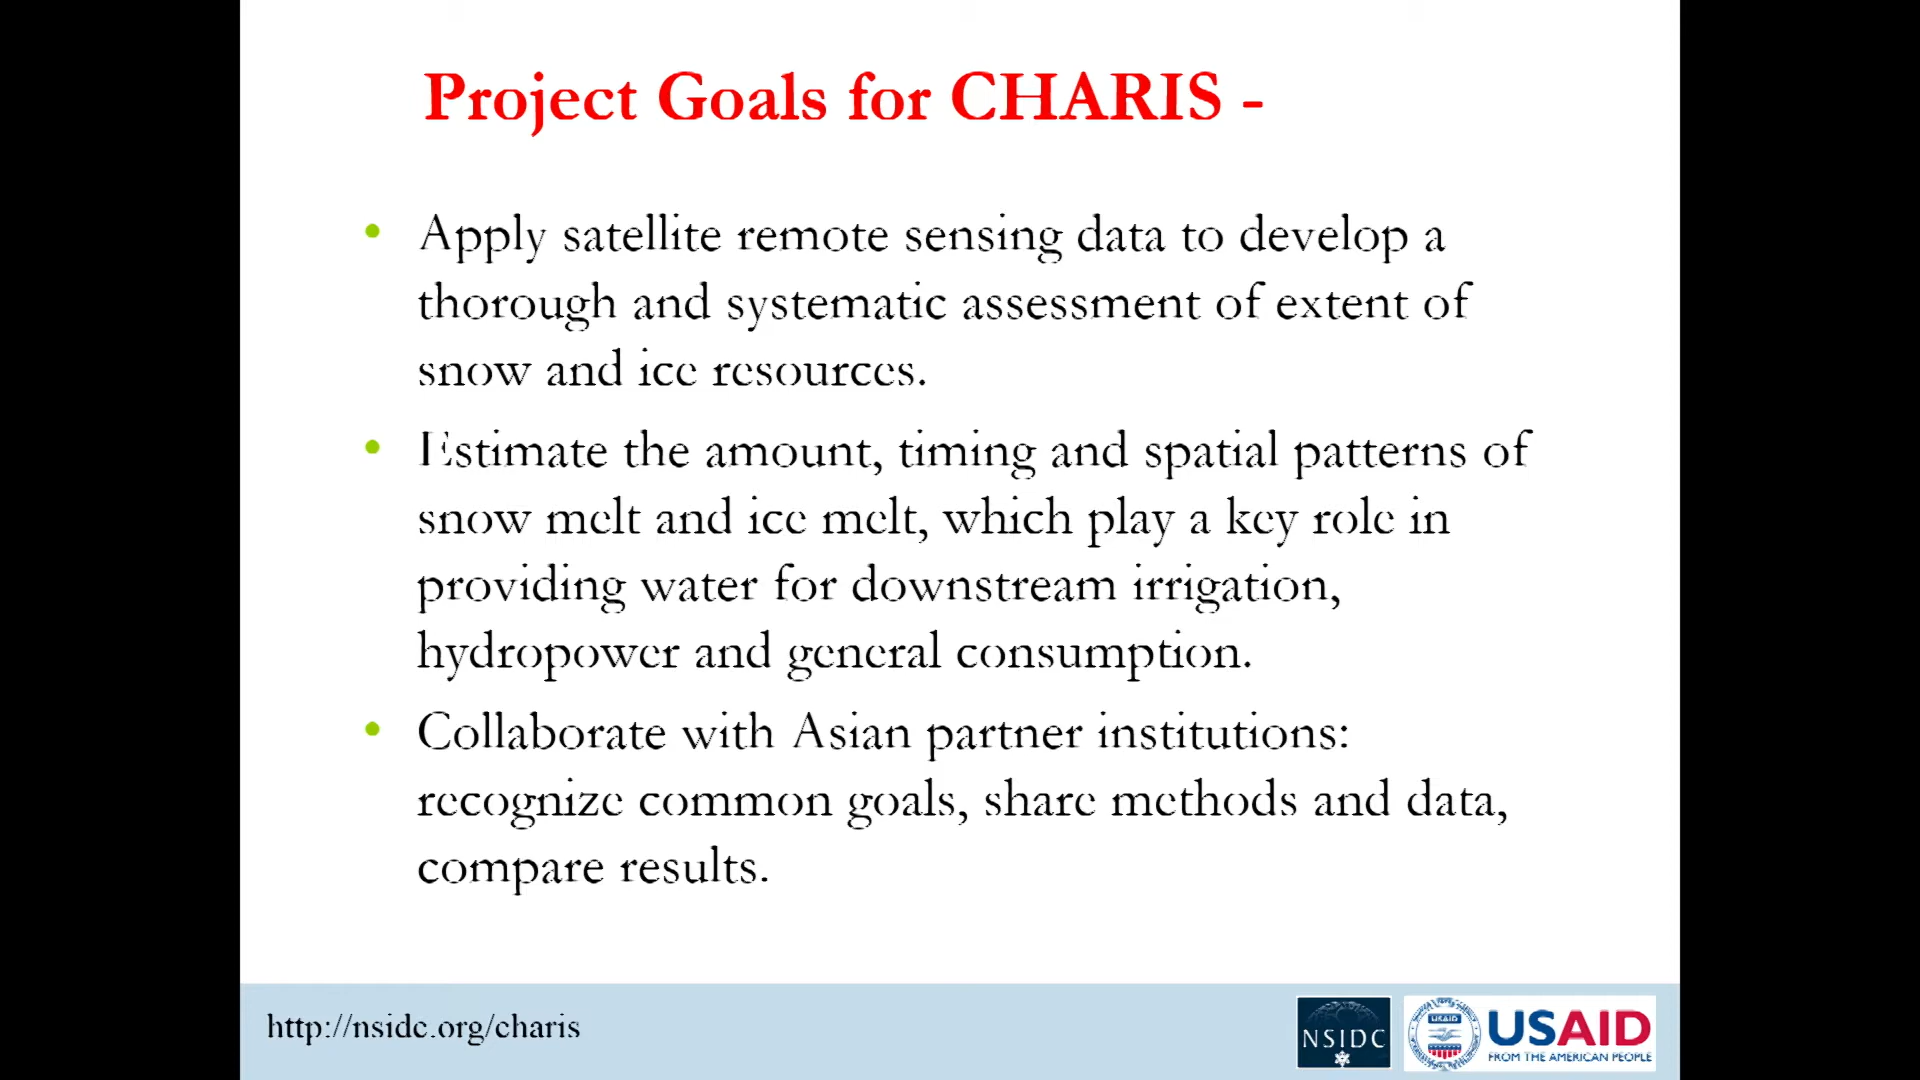 Project Goals for CHARIS -
• Apply satellite remote sensing data to develop a
thorough and systematic assessment of extent of
snow and ice resources.
• Estimate the amount, timing and spatial patterns of
snow melt and ice melt, which play a key role in
providing water for downstream irrigation,
hydropower and general consumption.
• Collaborate with Asian partner institutions:
recognize common goals, share methods and data,
compare results.
http://nsidc.org/charis
NSIDC
USAID
USAID
FROM THE AMERICAN PEOPLE